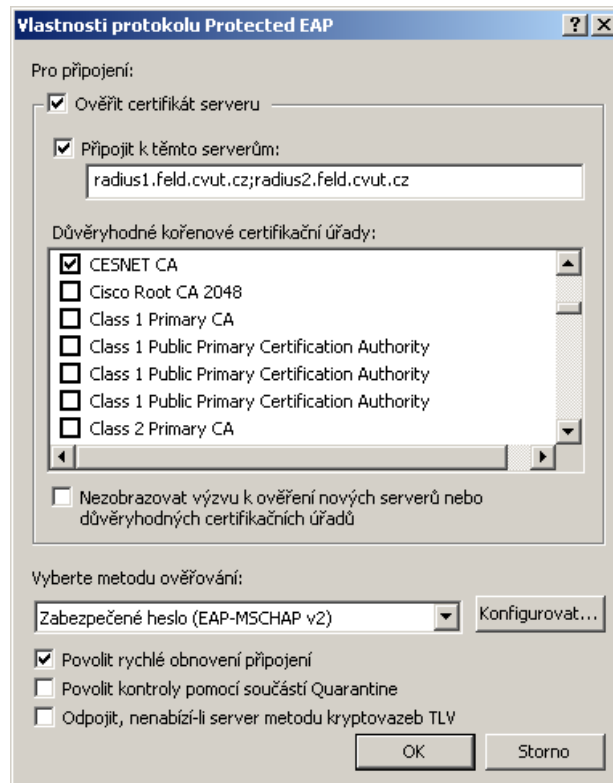 Vlastnosti protokolu Protected EAP
Pro připojení:
Ověřit certifikát serveru
Připojit k těmto serverům:
radius1.feld.cvut.cz;radius2.feld.cvut.cz
Důvěryhodné kořenové certifikační úřady:
CESNET CA
Cisco Root CA 2048
Class 1 Primary CA
Class 1 Public Primary Certification Authority
Class 1 Public Primary Certification Authority
Class 1 Public Primary Certification Authority
Class 2 Primary CA
Nezobrazovat výzvu k ověření nových serverů nebo
důvěryhodných certifikačních úřadů
Vyberte metodu ověřování:
Zabezpečené heslo (EAP-MSCHAP v2)
Konfigurovat...
Povolit rychlé obnovení připojení
Povolit kontroly pomocí součástí Quarantine
Odpojit, nenabízí-li server metodu kryptovazeb TLV
OK
Storno